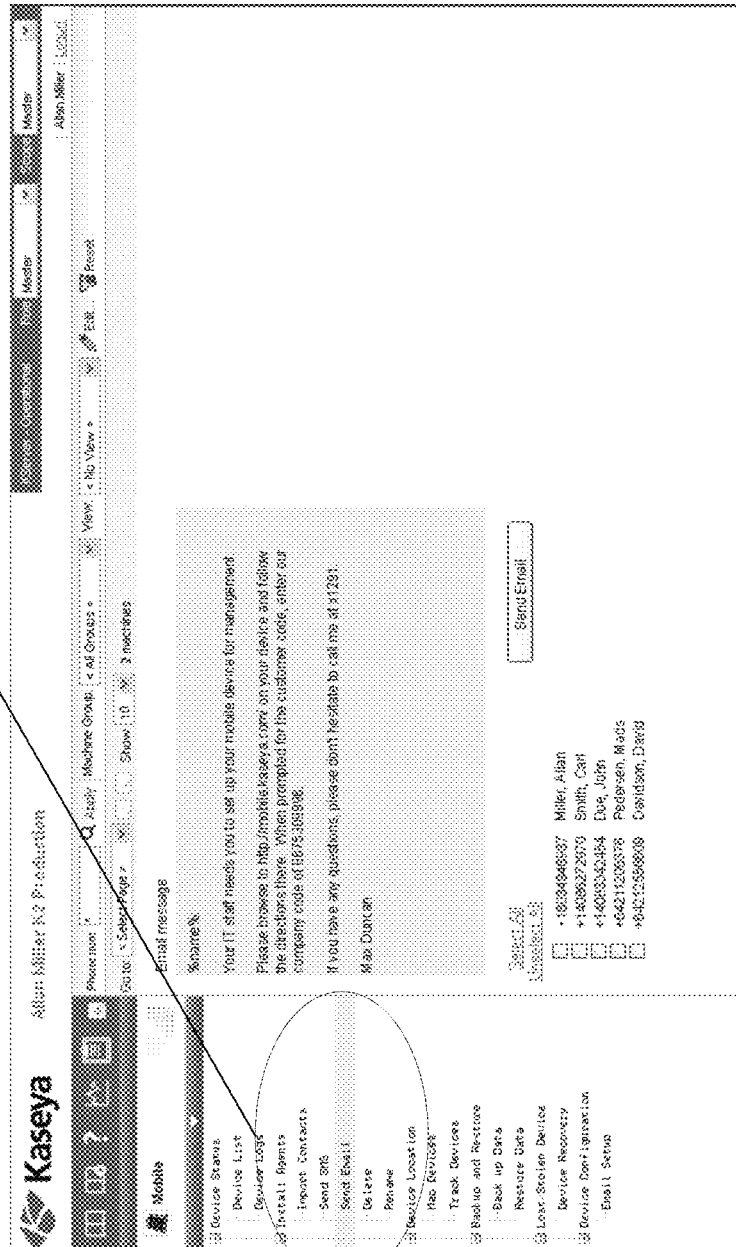 Kaseya
Allan Miller K2 Production
Master
Master
Allan Miller | Logout
Apply
Machine Group:
< All Groups >
View:
< No View >
Edit...
Reset
Go to:
< Select Page >
Show
10
2 machines
Mobile
Device Status
Device List
Device Logs
Install Agents
Import Contacts
Send SMS
Send Email
Delete
Rename
Device Location
Map Devices
Track Devices
Backup and Restore
Back up Data
Restore Data
Lost/Stolen Device
Device Recovery
Device Configuration
Email Setup
Email message
%name%
Your IT staff needs you to set up your mobile device for management
Please browse to http://mobile.kaseya.com/ on your device and follow
the directions there. When prompted for the customer code, enter our
company code of
If you have any questions, please don't hesitate to call me at x1291.
Max Duncan
Select All
Unselect All
Send Email
Miller, Allan
Smith, Carl
Doe, John
Pedersen, Mads
Davidson, David